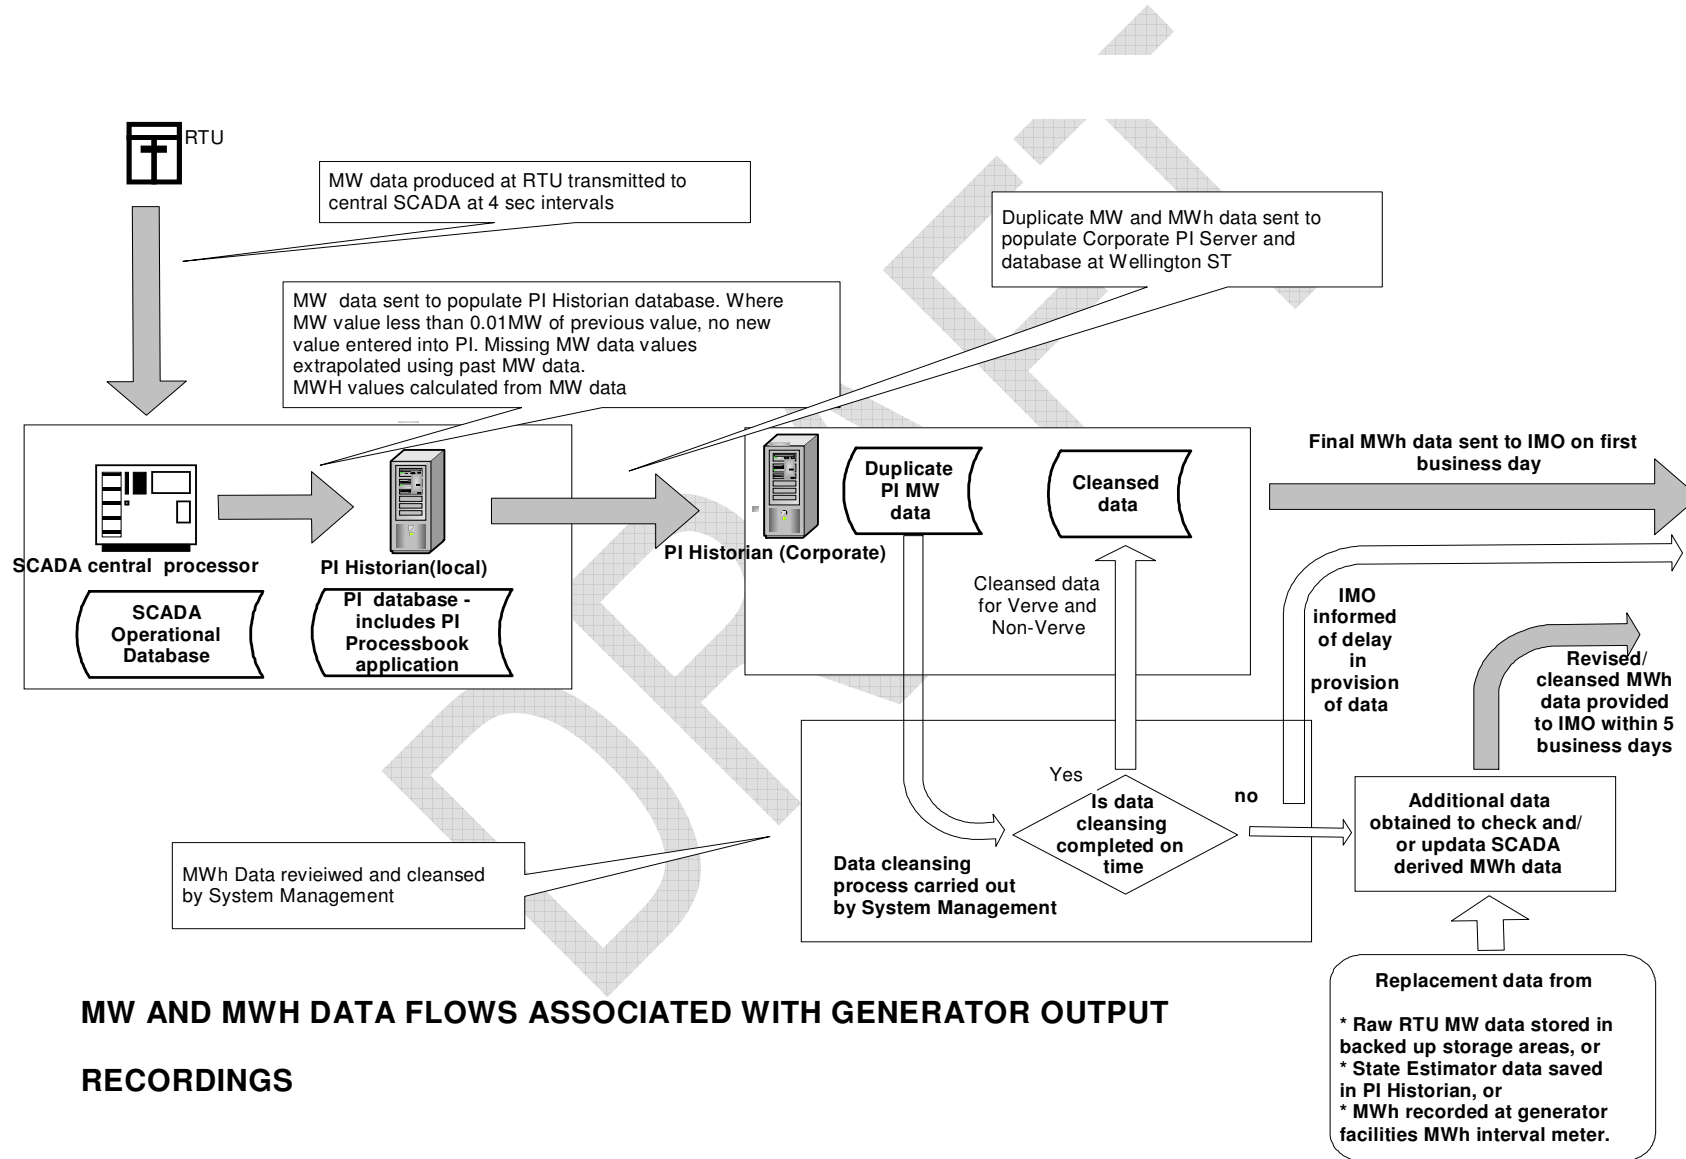 DRAFT
RTU
MW data produced at RTU transmitted to
central SCADA at 4 sec intervals
Duplicate MW and MWh data sent to
populate Corporate PI Server and
database at Wellington ST
MW  data sent to populate PI Historian database. Where
MW value less than 0.01MW of previous value, no new
value entered into PI. Missing MW data values
extrapolated using past MW data.
MWH values calculated from MW data
SCADA central  processor
PI Historian(local)
SCADA
Operational
Database
PI  database -
includes PI
Processbook
application
PI Historian (Corporate)
Duplicate
PI MW
data
Cleansed
data
Cleansed data
for Verve and
Non-Verve
Final MWh data sent to IMO on first
business day
IMO
informed
of delay
in
provision
of data
Revised/
cleansed MWh
data provided
to IMO within 5
business days
Yes
Is data
cleansing
completed on
time
no
Data cleansing
process carried out
by System Management
Additional data
obtained to check and/
or updata SCADA
derived MWh data
MWh Data revieiwed and cleansed
by System Management
Replacement data from
* Raw RTU MW data stored in
backed up storage areas, or
* State Estimator data saved
in PI Historian, or
* MWh recorded at generator
facilities MWh interval meter.
MW AND MWH DATA FLOWS ASSOCIATED WITH GENERATOR OUTPUT
RECORDINGS